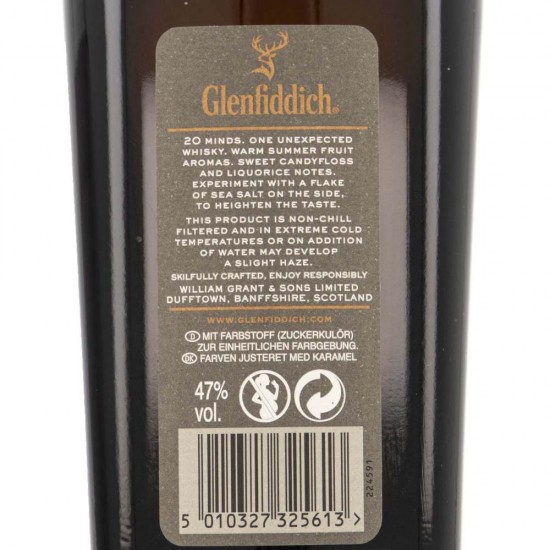 Glenfiddich
20 MINDS. ONE UNEXPECTED
WHISKY. WARM SUMMER FRUIT
AROMAS. SWEET CANDYFLOSS
AND LIQUORICE NOTES.
EXPERIMENT WITH A FLAKE
OF SEA SALT ON THE SIDE,
TO HEIGHTEN THE TASTE.
THIS PRODUCT IS NON-CHILL
FILTERED AND IN EXTREME COLD
TEMPERATURES OR ON ADDITION
OF WATER MAY DEVELOP
A SLIGHT HAZE.
SKILFULLY CRAFTED, ENJOY RESPONSIBLY
WILLIAM GRANT & SONS LIMITED
DUFFTOWN, BANFFSHIRE, SCOTLAND
WWW.GLENFIDDICH.COM
D MIT FARBSTOFF (ZUCKERKULÖR)
ZUR EINHEITLICHEN FARBGEBUNG.
DK FARVEN JUSTERET MED KARAMEL
47%
vol.
224591
5 010327 325613 >